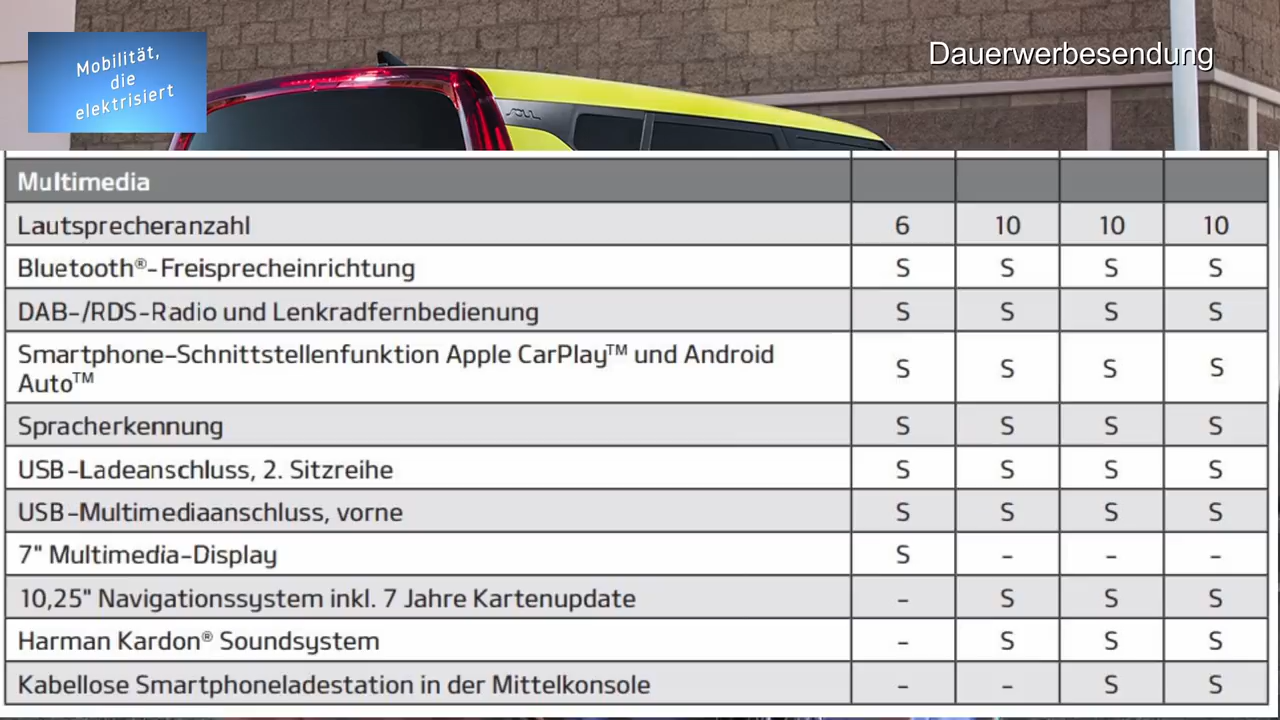 Mobilität,
die
elektrisiert
Dauerwerbesendung
SOUL
Multimedia
Lautsprecheranzahl 6 10 10 10
Bluetooth®-Freisprecheinrichtung S S S S
DAB-/RDS-Radio und Lenkradfernbedienung S S S S
Smartphone-Schnittstellenfunktion Apple CarPlay™ und Android
Auto™ S S S S
Spracherkennung S S S S
USB-Ladeanschluss, 2. Sitzreihe S S S S
USB-Multimediaanschluss, vorne S S S S
7" Multimedia-Display S - - -
10,25" Navigationssystem inkl. 7 Jahre Kartenupdate - S S S
Harman Kardon® Soundsystem - S S S
Kabellose Smartphoneladestation in der Mittelkonsole - - S S